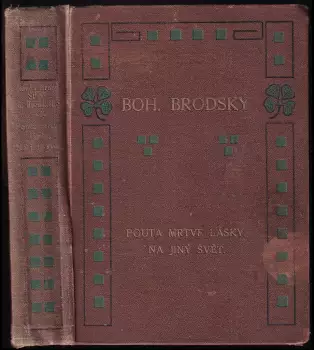 BOH. BRODSKÝ
POUTA MRTVÉ LÁSKY.
NA JINÝ SVĚT.